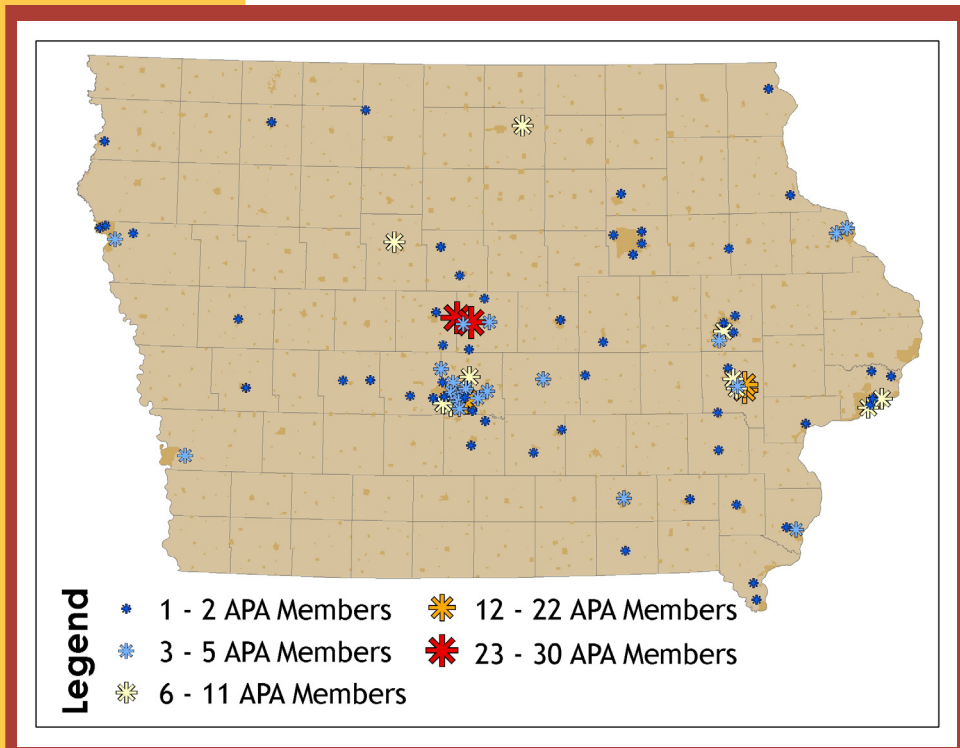 Legend
1 - 2 APA Members
3 - 5 APA Members
6 - 11 APA Members
12 - 22 APA Members
23 - 30 APA Members